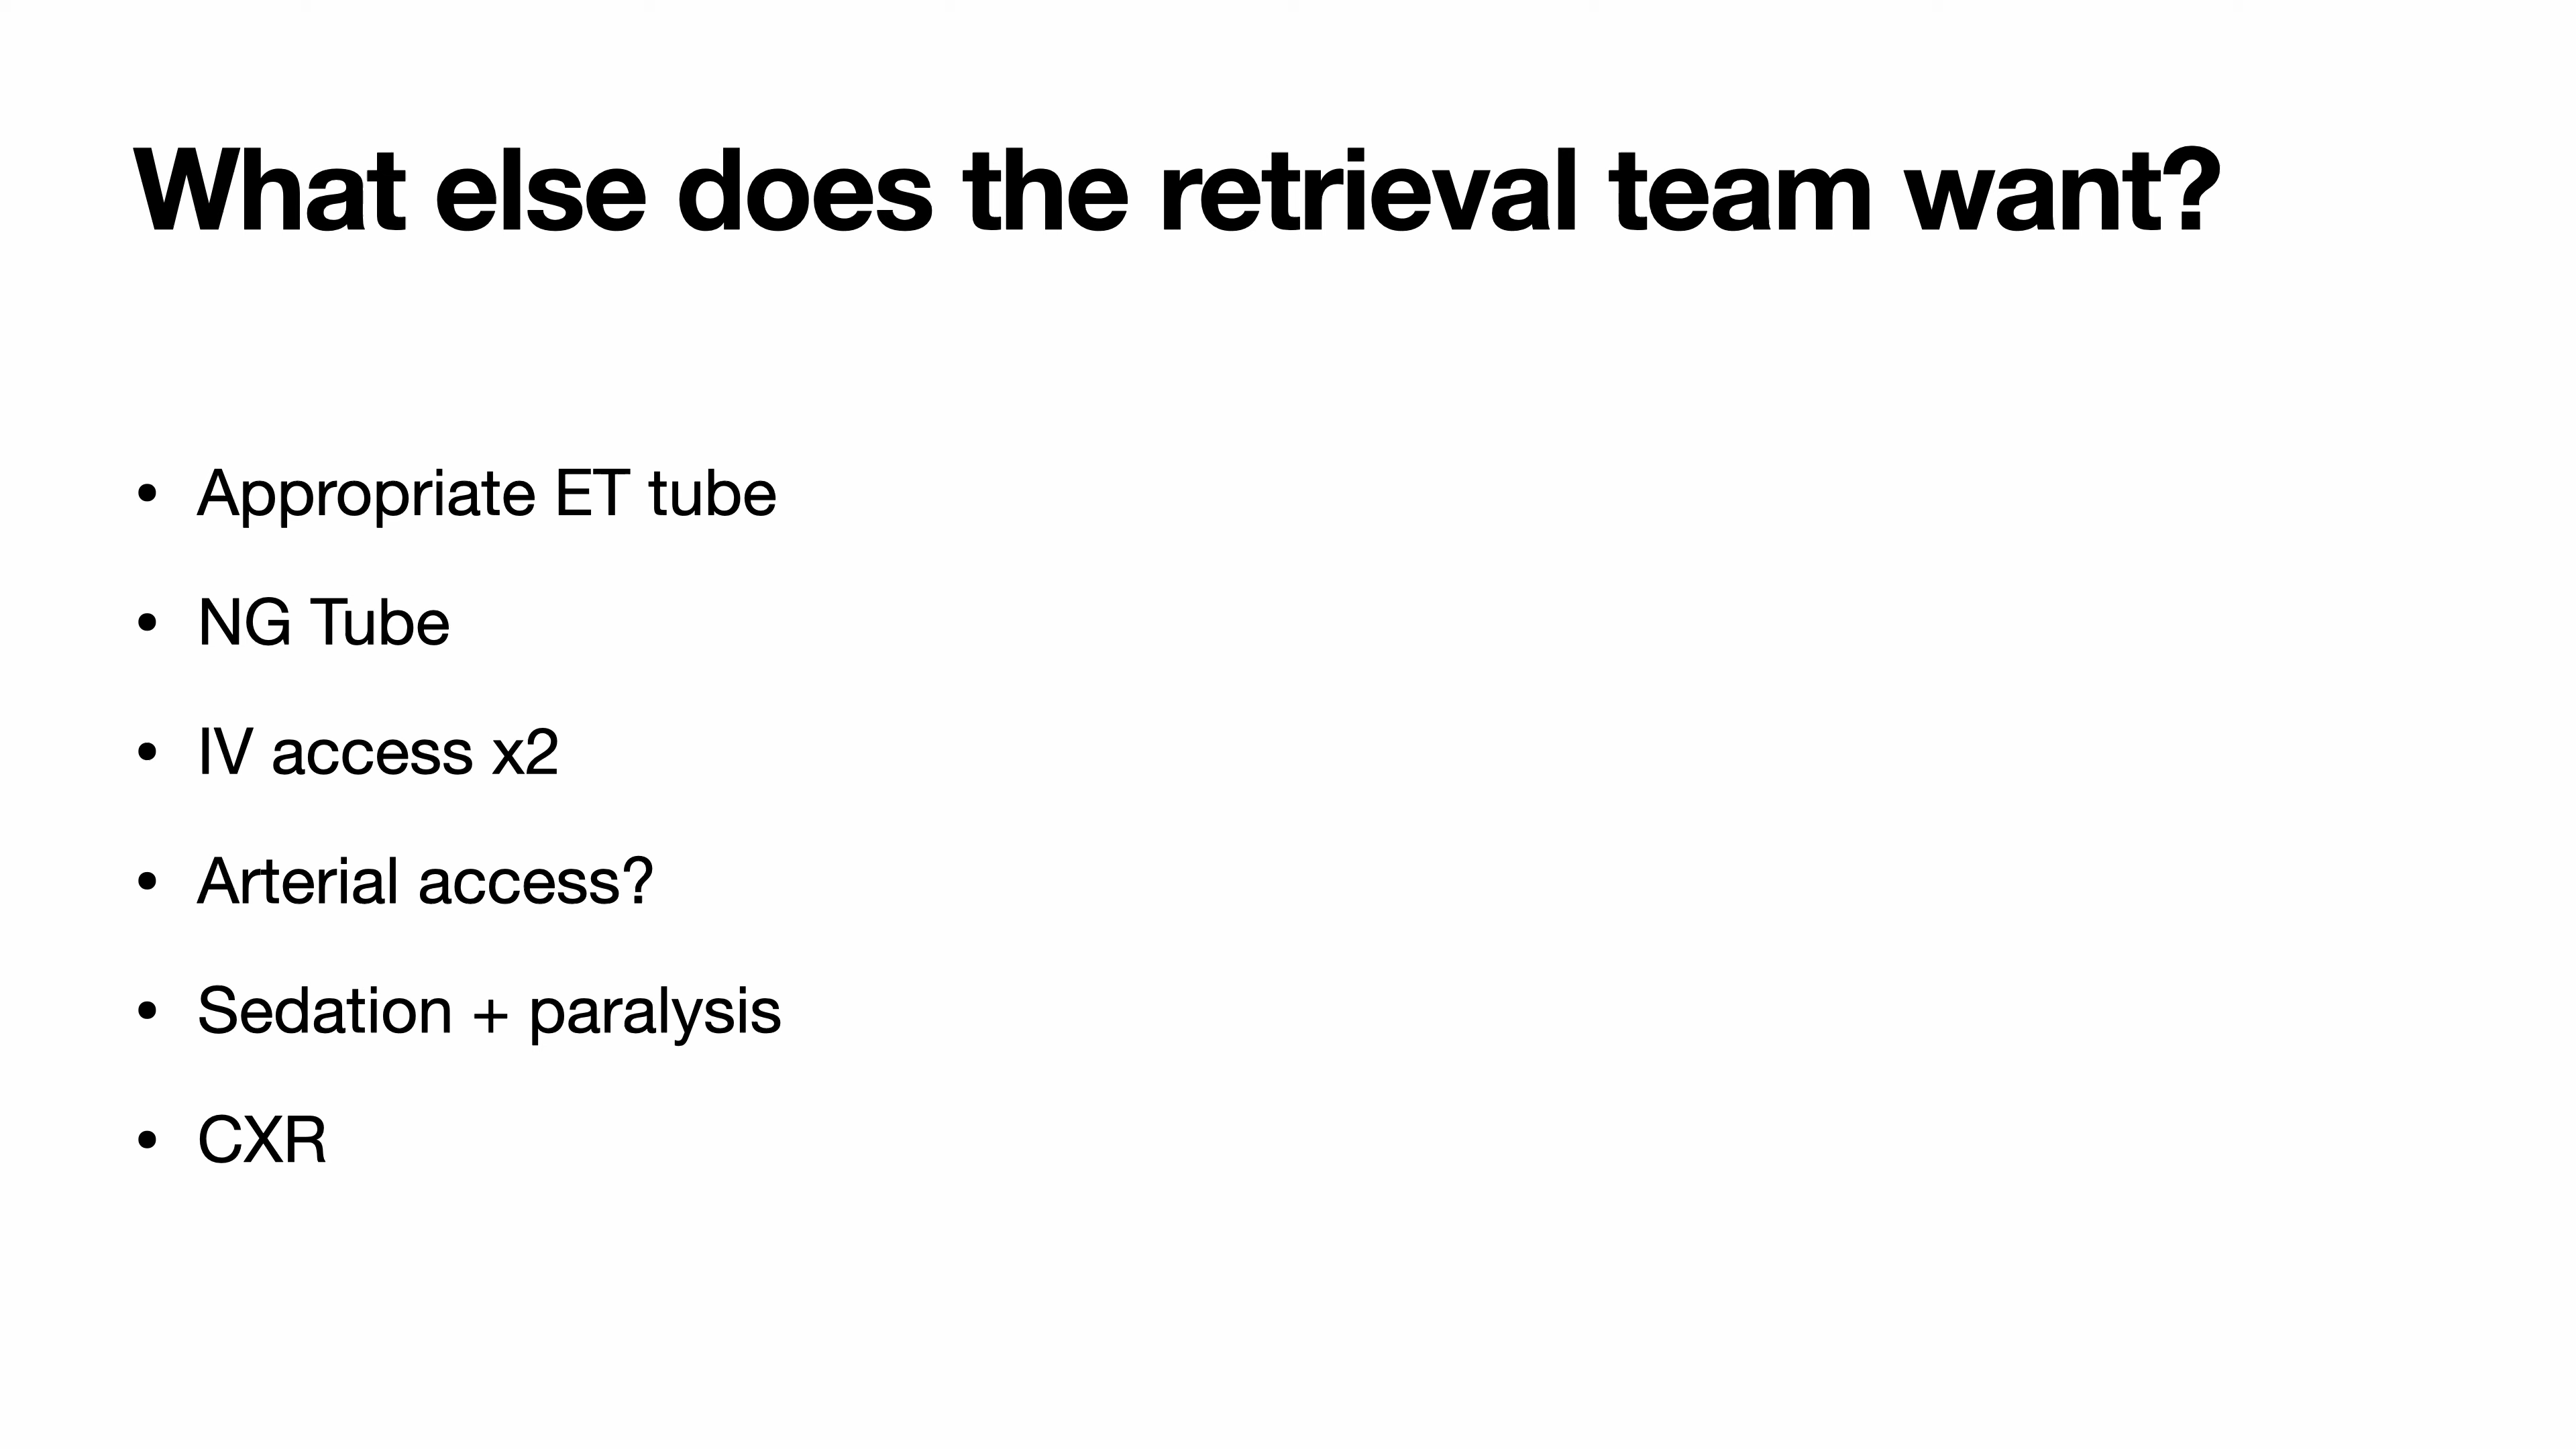 What else does the retrieval team want?
• Appropriate ET tube
• NG Tube
• IV access x2
• Arterial access?
• Sedation + paralysis
• CXR